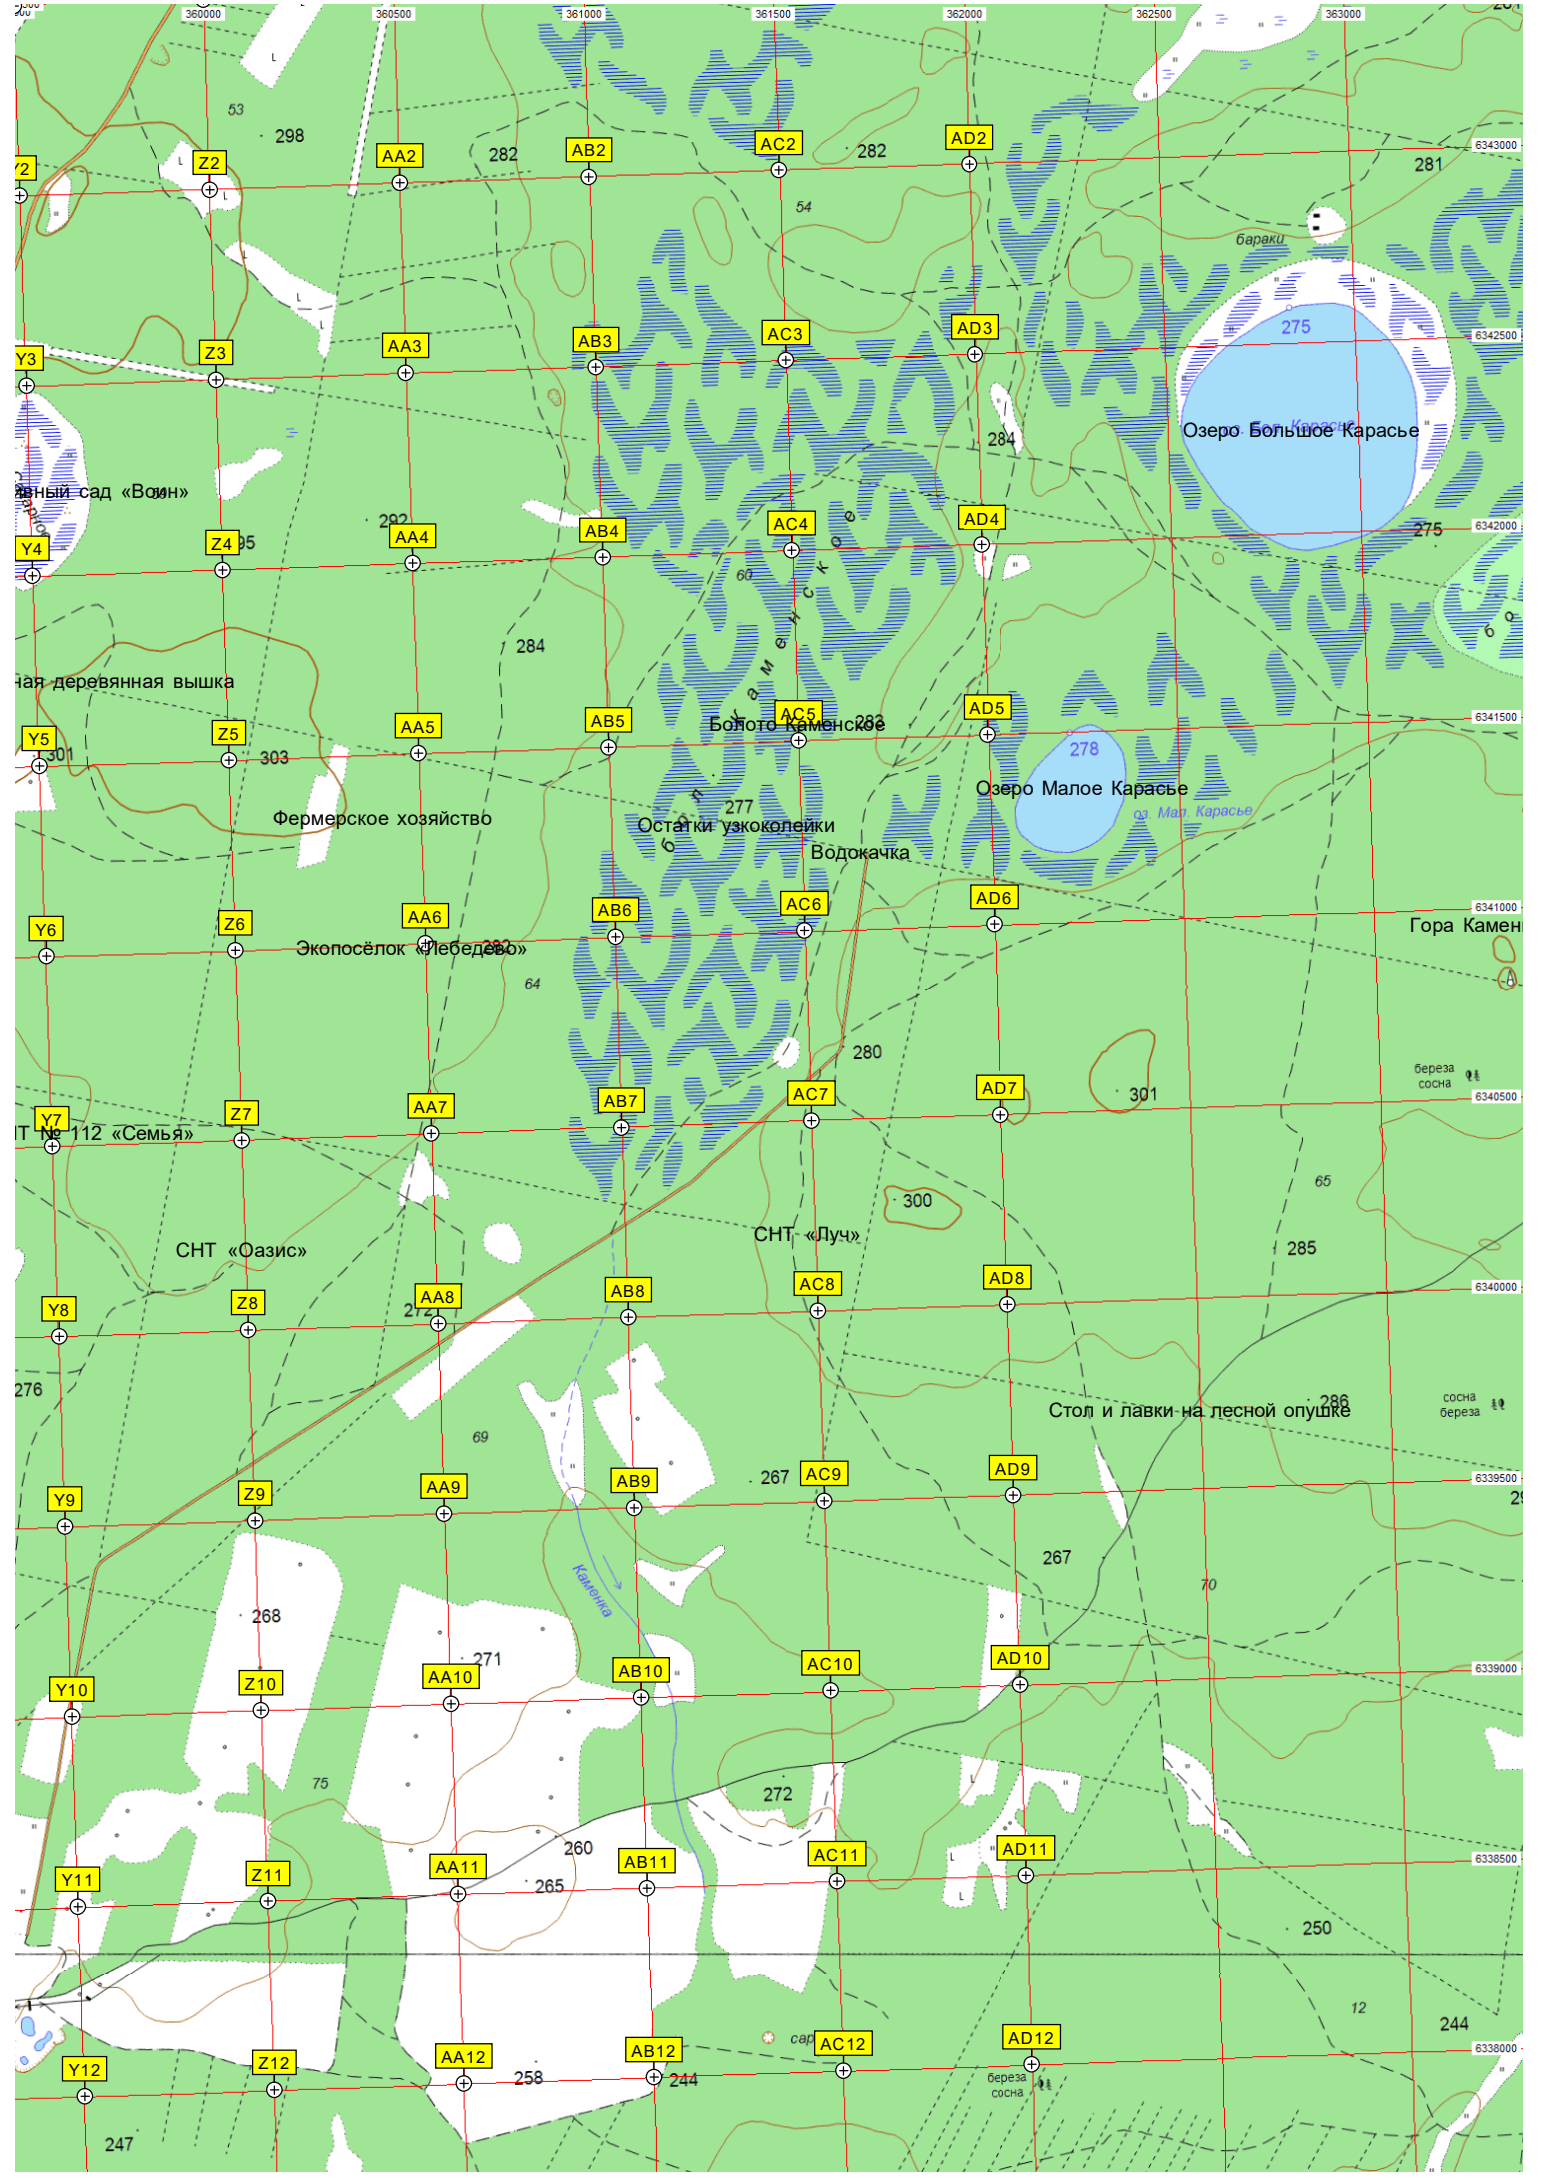 360000 360500 361000 361500 362000 362500 363000
53
298
282
282
281
6343000
Z2 AA2 AB2 AC2 AD2
54
бараки
275
6342500
Y3 Z3 AA3 AB3 AC3 AD3
284
Озеро Большое Карасье
сад «Воин»
292
6342000
275
Y4 Z4 AA4 AB4 AC4 AD4
60
бол. Каменское
284
деревянная вышка
6341500
Y5 Z5 AA5 AB5 AC5 AD5
301
303
Болото Каменское
278
Озеро Малое Карасье
оз. Мал. Карасье
277
Фермерское хозяйство
Остатки узкоколейки
Водокачка
6341000
Y6 Z6 AA6 AB6 AC6 AD6
Гора
Экопосёлок «Лебедево»
64
280
береза
сосна
301
6340500
Y7 Z7 AA7 AB7 AC7 AD7
№ 112 «Семья»
65
300
СНТ «Луч»
СНТ «Оазис»
285
6340000
Y8 Z8 AA8 AB8 AC8 AD8
272
276
286
сосна
береза
Стол и лавки на лесной опушке
69
267
6339500
Y9 Z9 AA9 AB9 AC9 AD9
267
Каменка
70
268
271
6339000
Y10 Z10 AA10 AB10 AC10 AD10
75
272
260
265
6338500
Y11 Z11 AA11 AB11 AC11 AD11
250
12
244
6338000
Y12 Z12 AA12 AB12 AC12 AD12
258
244
береза
сосна
247